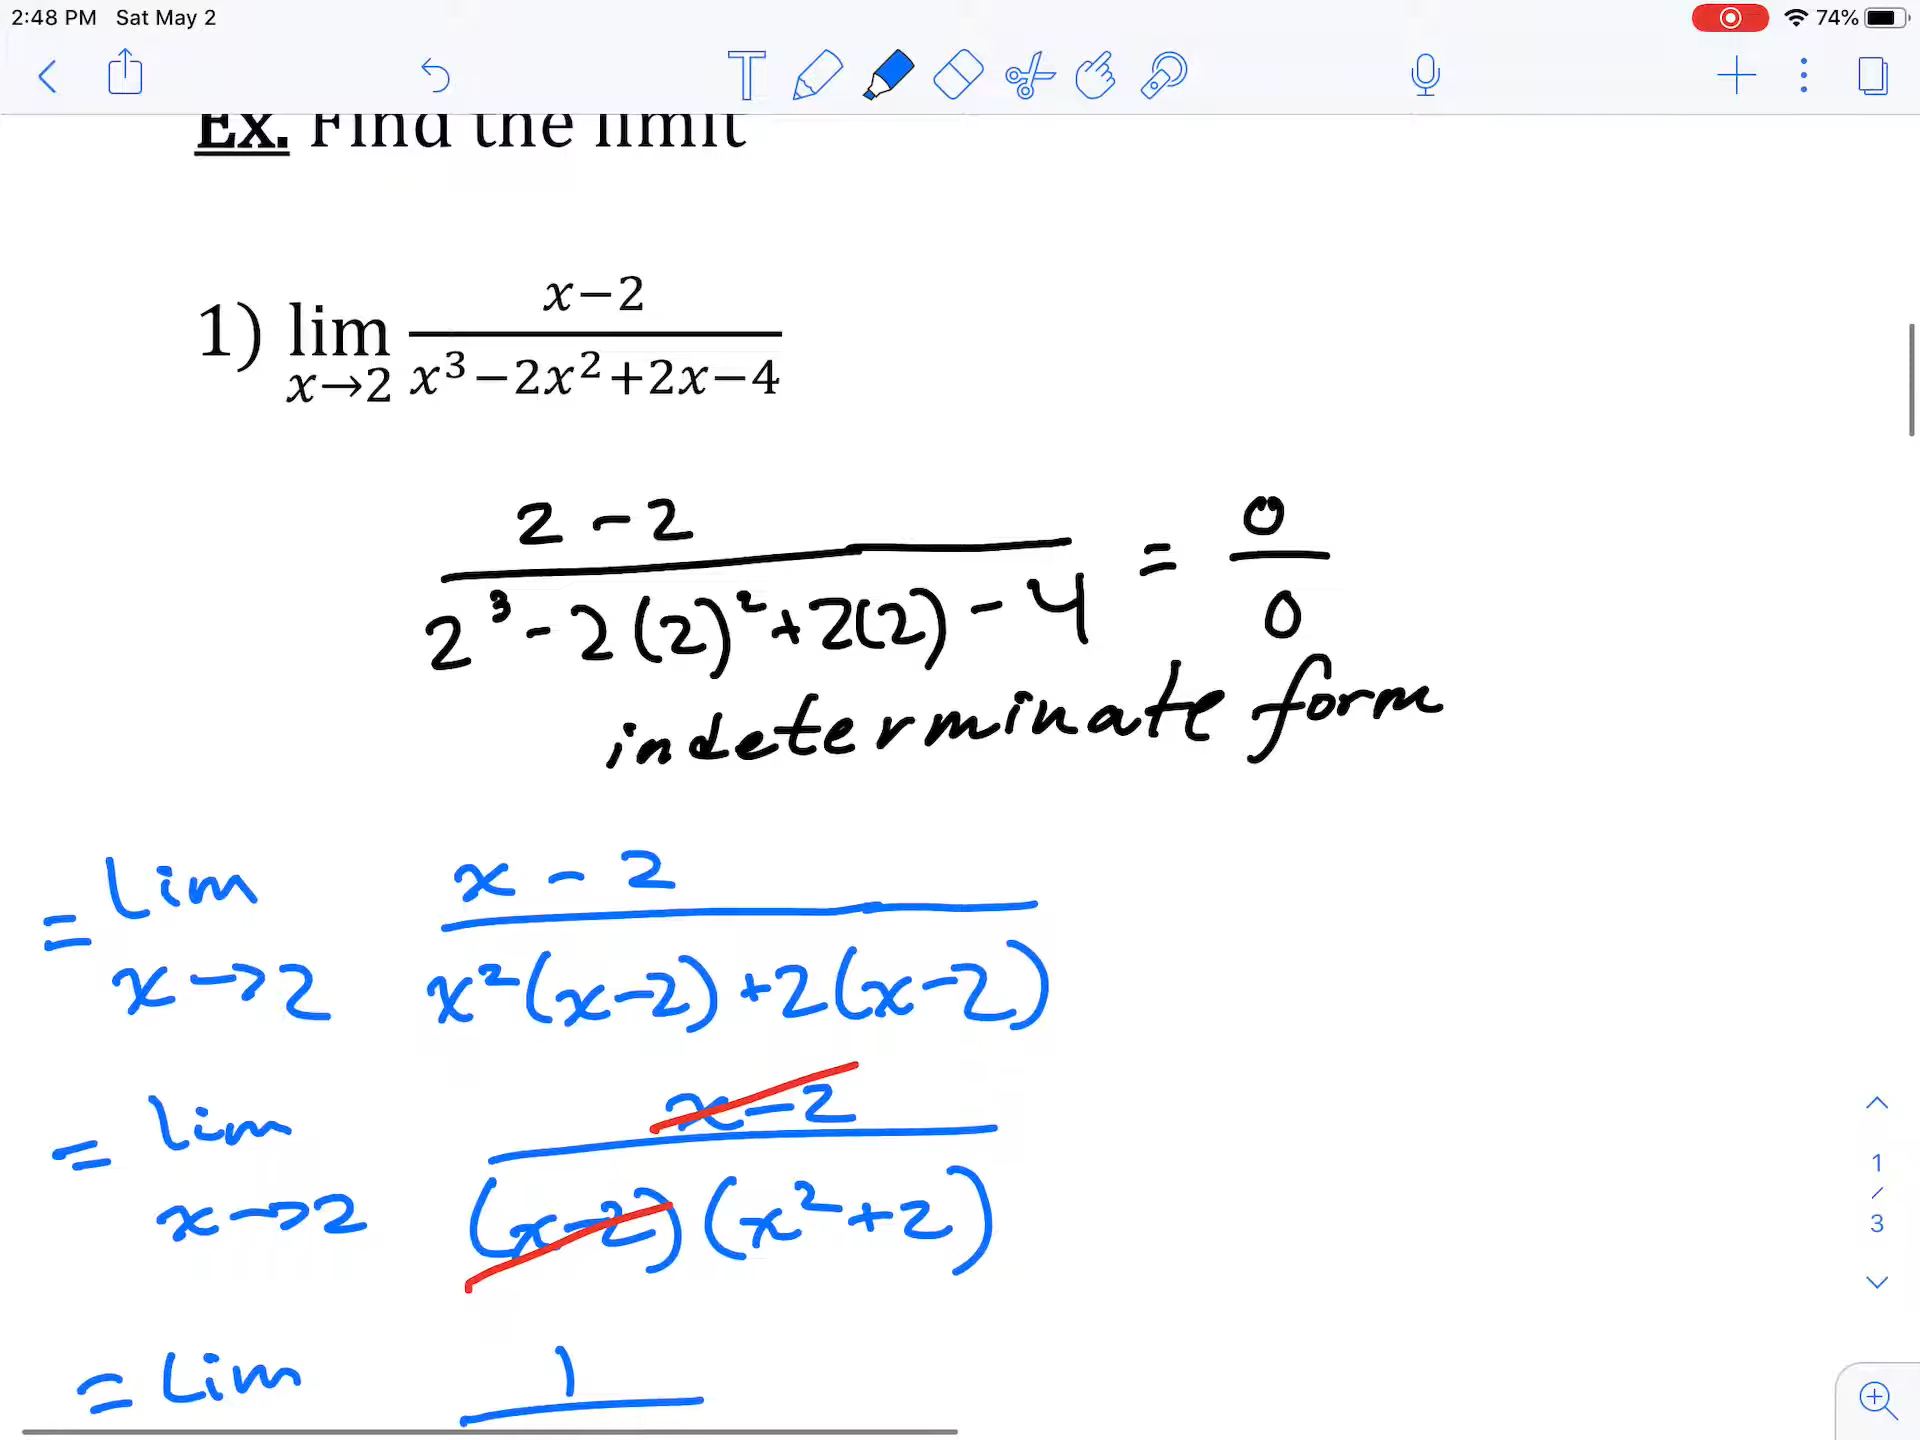 2:48 PM Sat May 2
74%
Ex. Find the limit
1) lim x→2 (x−2)/(x³−2x²+2x−4)
(2-2)/(2³-2(2)²+2(2)-4) = 0/0
indeterminate form
= lim x→2 (x-2)/(x²(x-2)+2(x-2))
= lim x→2 (x-2)/((x-2)(x²+2))
= lim 1
1
/
3